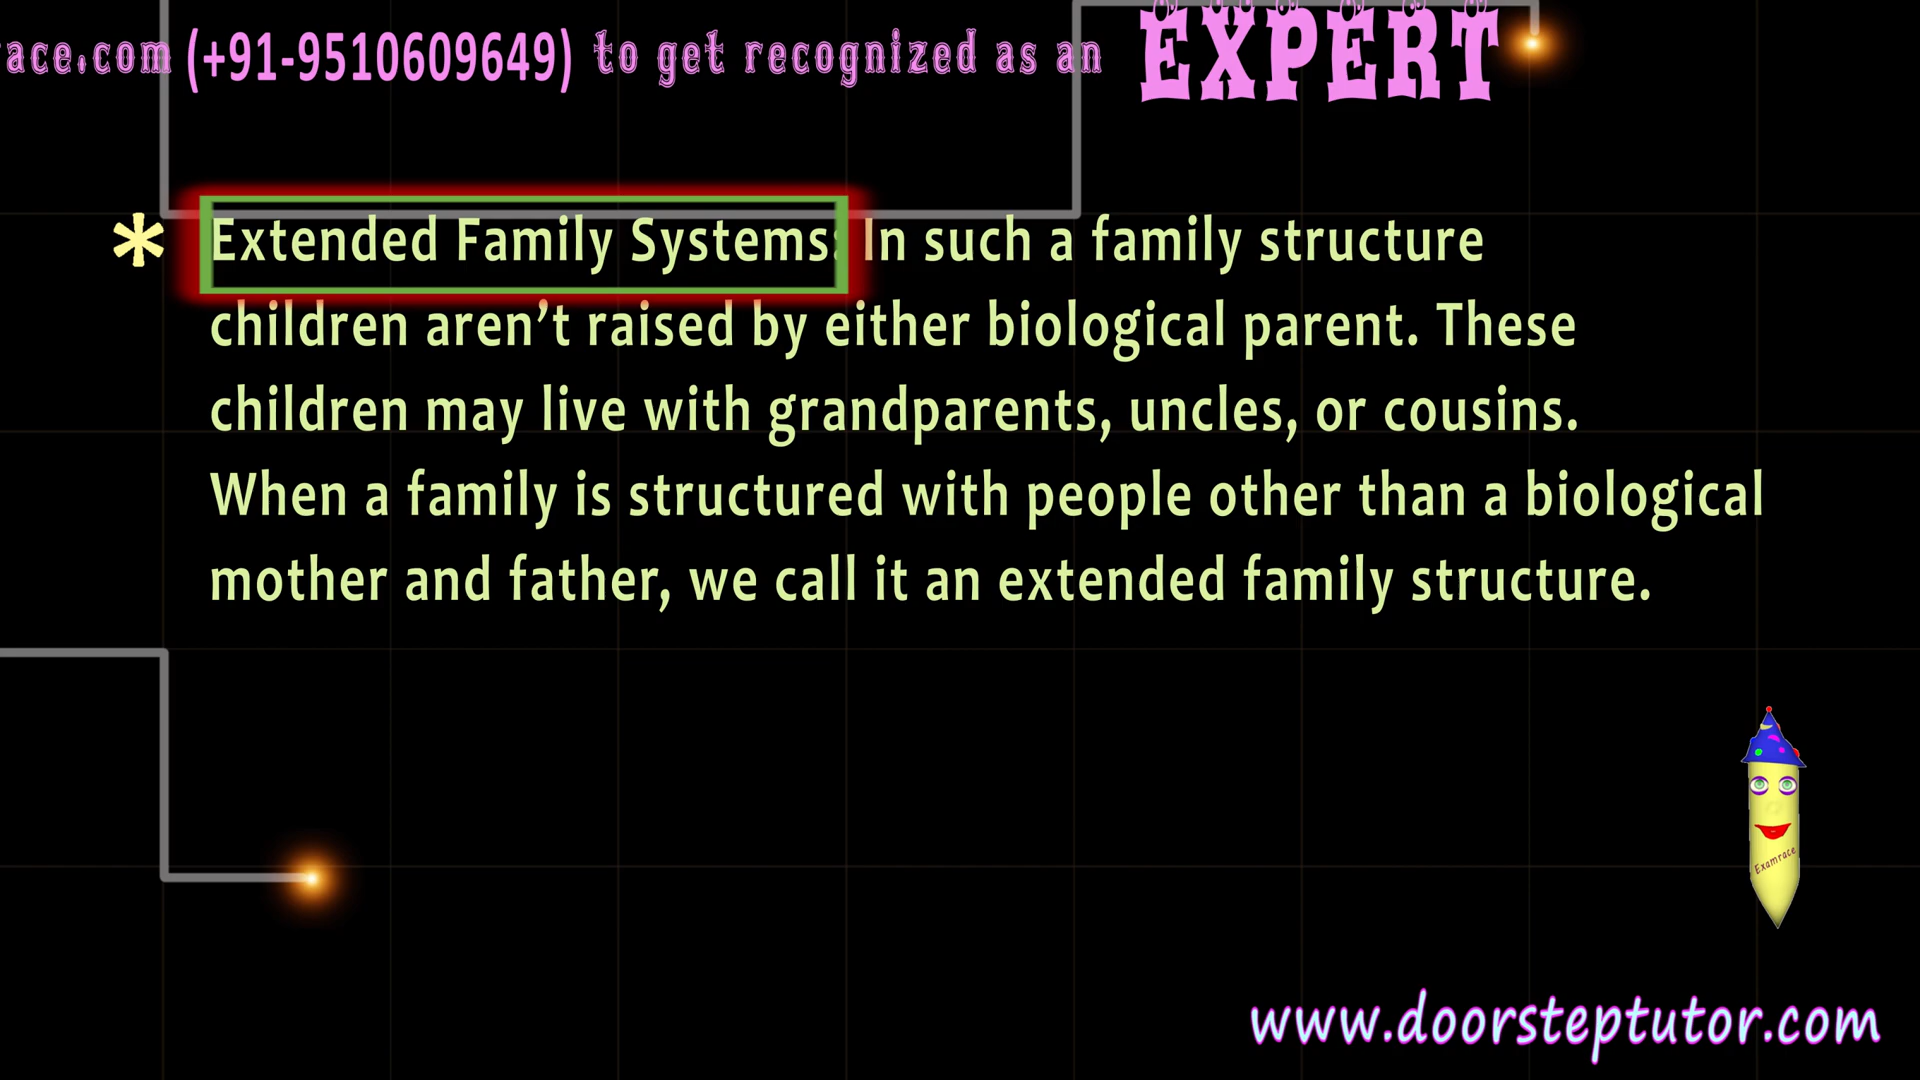 (+91-9510609649) to get recognized as an EXPERT
* Extended Family Systems: In such a family structure
children aren’t raised by either biological parent. These
children may live with grandparents, uncles, or cousins.
When a family is structured with people other than a biological
mother and father, we call it an extended family structure.
Examrace
www.doorsteptutor.com